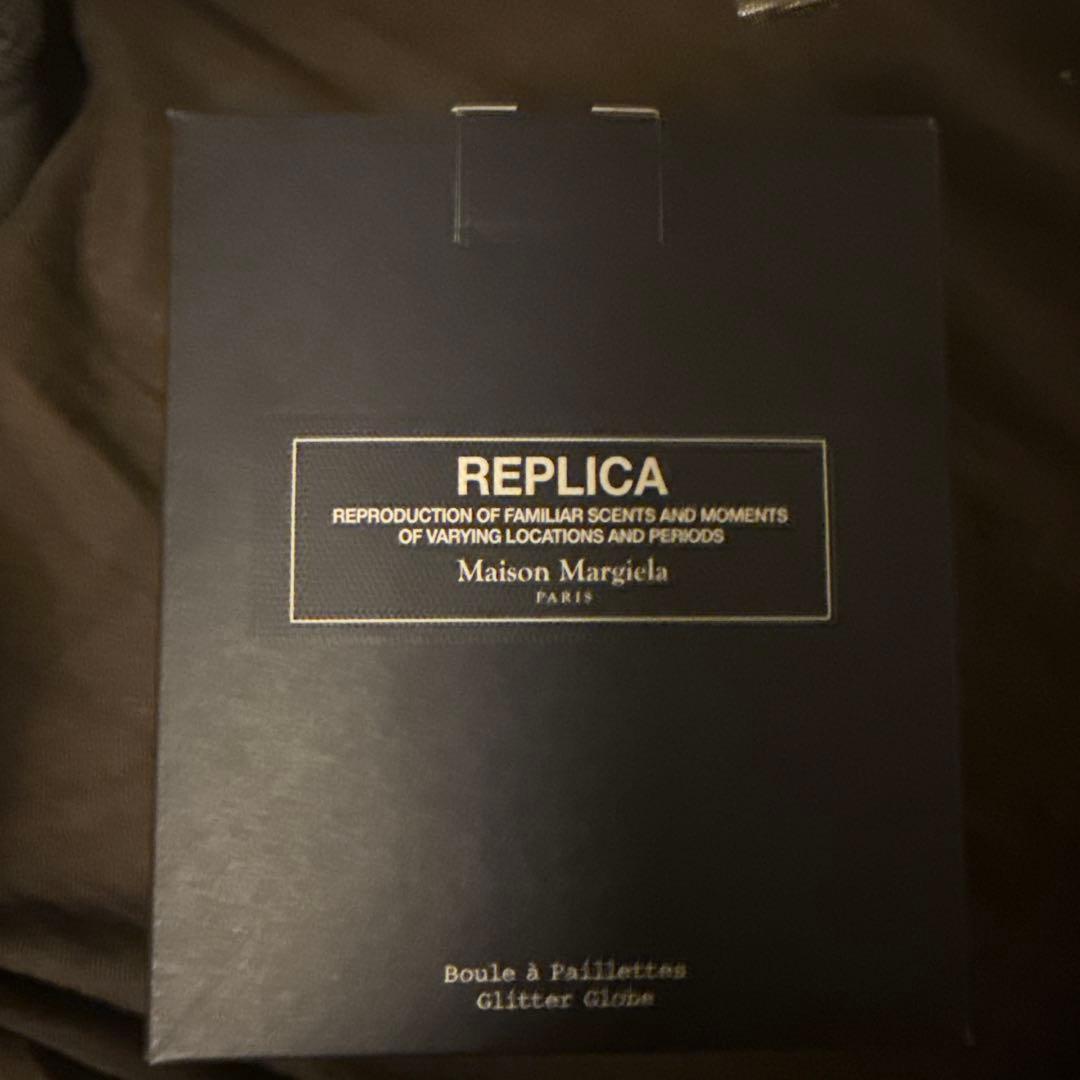 REPLICA
REPRODUCTION OF FAMILIAR SCENTS AND MOMENTS
OF VARYING LOCATIONS AND PERIODS
Maison Margiela
PARIS
Boule à Paillettes
Glitter Globe